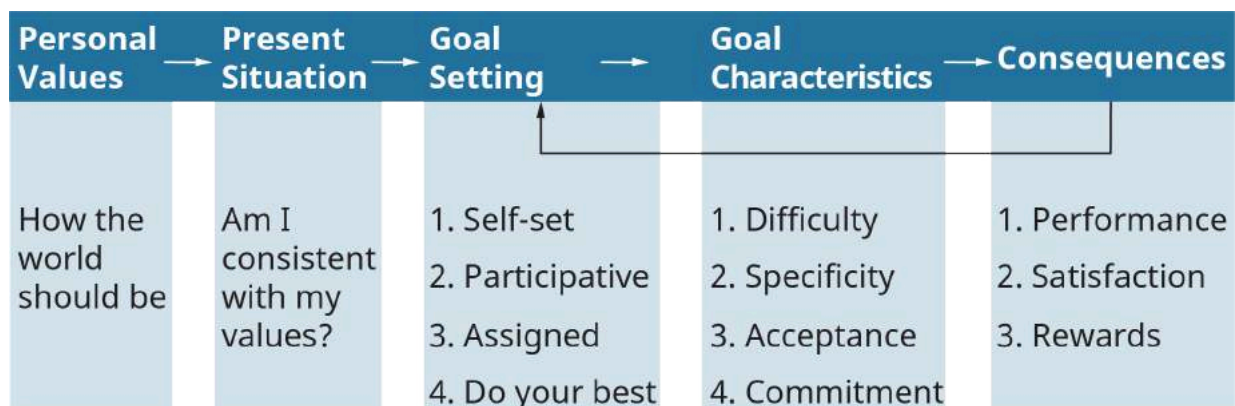 Personal
Values
Present
Situation
Goal
Setting
Goal
Characteristics
Consequences
How the
world
should be
Am I
consistent
with my
values?
1. Self-set
2. Participative
3. Assigned
4. Do your best
1. Difficulty
2. Specificity
3. Acceptance
4. Commitment
1. Performance
2. Satisfaction
3. Rewards